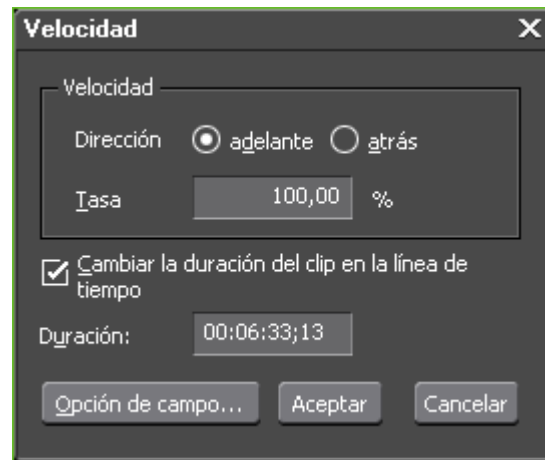 Velocidad
Velocidad
Dirección adelante atrás
Tasa 100,00 %
Cambiar la duración del clip en la línea de
tiempo
Duración: 00:06:33;13
Opción de campo... Aceptar Cancelar